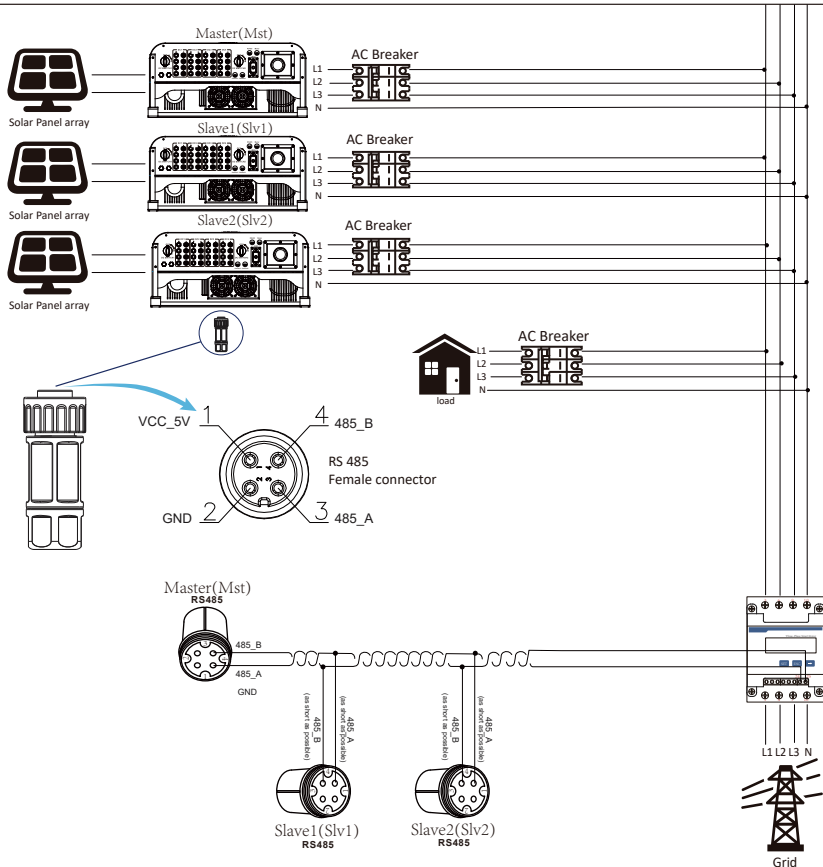 Master(Mst)
AC Breaker
L1
L2
L3
N
Solar Panel array
Slave1(Slv1)
AC Breaker
L1
L2
L3
N
Solar Panel array
Slave2(Slv2)
AC Breaker
L1
L2
L3
N
Solar Panel array
AC Breaker
L1
L2
L3
N
load
VCC_5V 1
4 485_B
RS 485
Female connector
GND 2
3 485_A
1 4
2 3
Master(Mst)
RS485
485_B
485_A
GND
485_B
(as short as possible)
485_A
(as short as possible)
485_B
(as short as possible)
485_A
(as short as possible)
Slave1(Slv1)
RS485
Slave2(Slv2)
RS485
L1 L2 L3 N
Grid